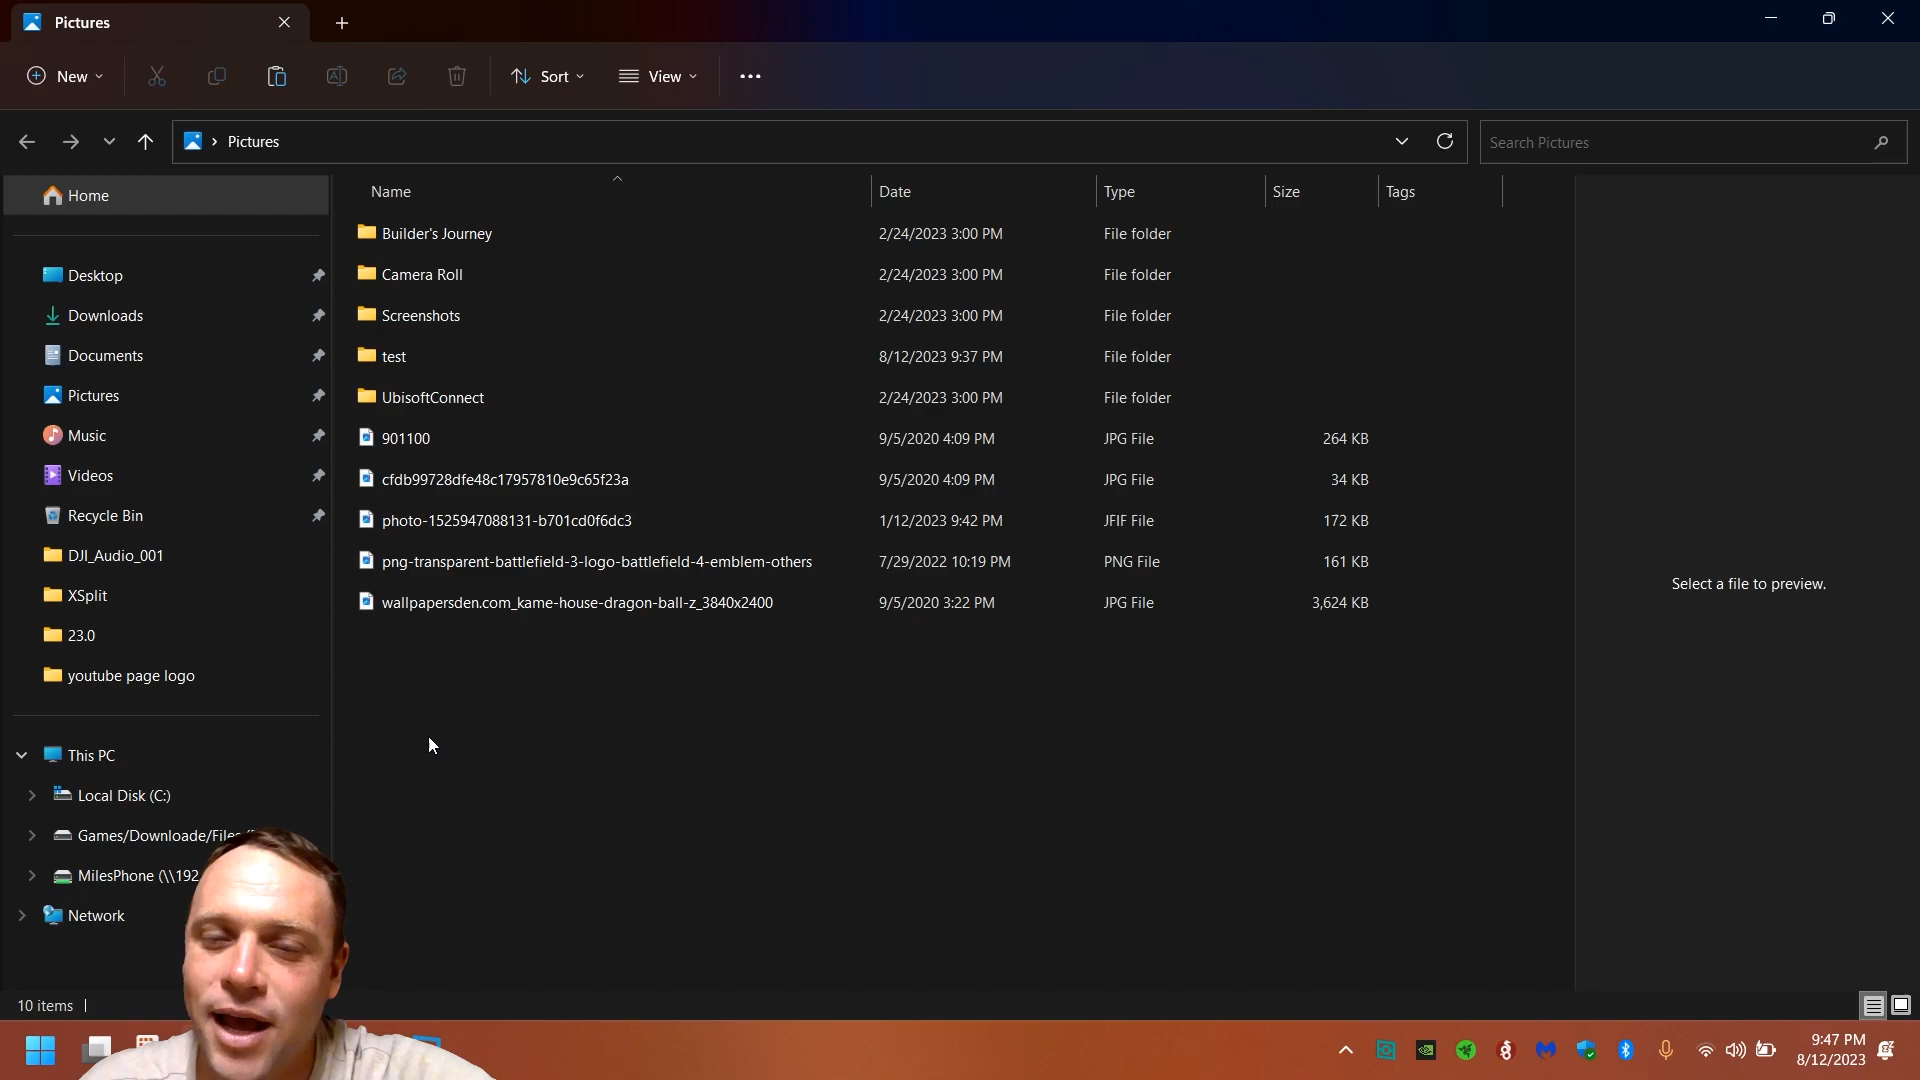 Pictures
New
Sort
View
Pictures
Search Pictures
Home
Desktop
Downloads
Documents
Pictures
Music
Videos
Recycle Bin
DJI_Audio_001
XSplit
23.0
youtube page logo
This PC
Local Disk (C:)
Games/Downloade/Files
MilesPhone (\\192.
Network
Name Date Type Size Tags
Builder's Journey 2/24/2023 3:00 PM File folder
Camera Roll 2/24/2023 3:00 PM File folder
Screenshots 2/24/2023 3:00 PM File folder
test 8/12/2023 9:37 PM File folder
UbisoftConnect 2/24/2023 3:00 PM File folder
901100 9/5/2020 4:09 PM JPG File 264 KB
cfdb99728dfe48c17957810e9c65f23a 9/5/2020 4:09 PM JPG File 34 KB
photo-1525947088131-b701cd0f6dc3 1/12/2023 9:42 PM JFIF File 172 KB
png-transparent-battlefield-3-logo-battlefield-4-emblem-others 7/29/2022 10:19 PM PNG File 161 KB
wallpapersden.com_kame-house-dragon-ball-z_3840x2400 9/5/2020 3:22 PM JPG File 3,624 KB
Select a file to preview.
10 items
9:47 PM
8/12/2023